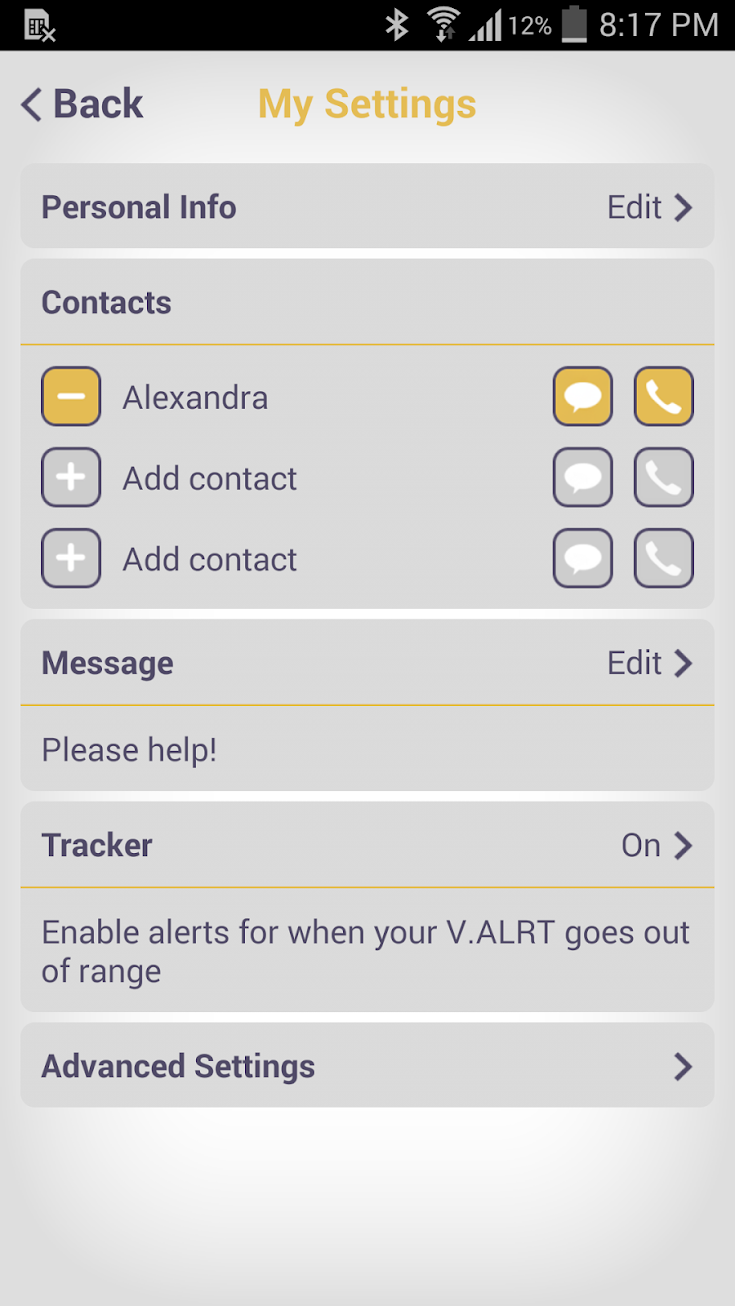 12% 8:17 PM
Back My Settings
Personal Info Edit
Contacts
Alexandra
Add contact
Add contact
Message Edit
Please help!
Tracker On
Enable alerts for when your V.ALRT goes out
of range
Advanced Settings